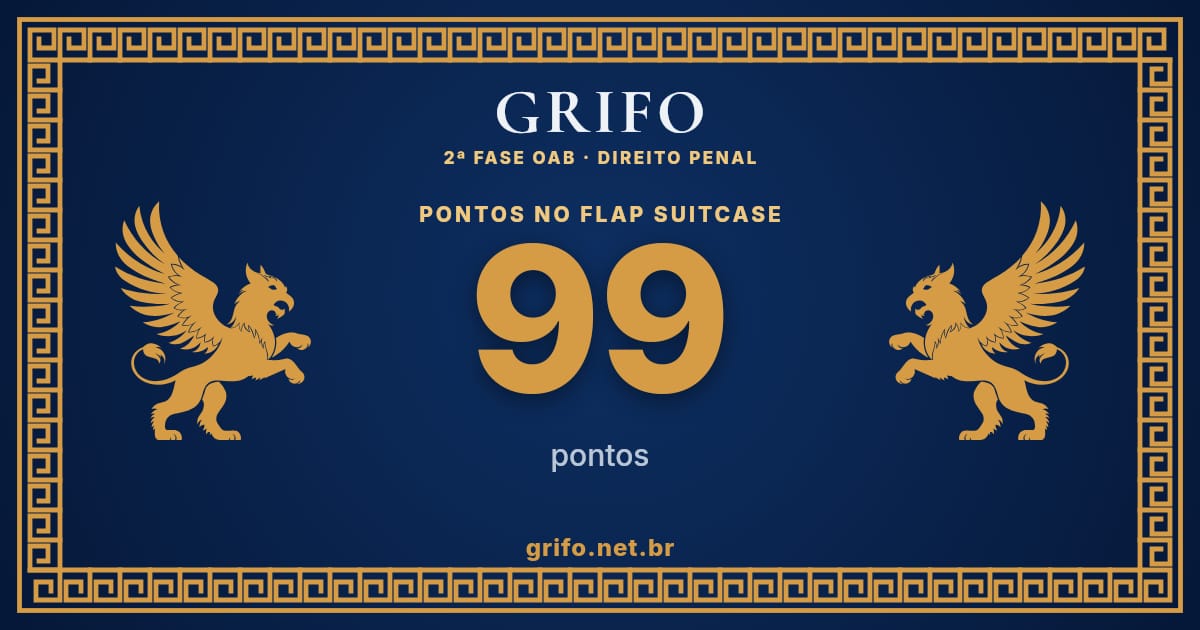 GRIFO
2ª FASE OAB · DIREITO PENAL
PONTOS NO FLAP SUITCASE
99
pontos
grifo.net.br